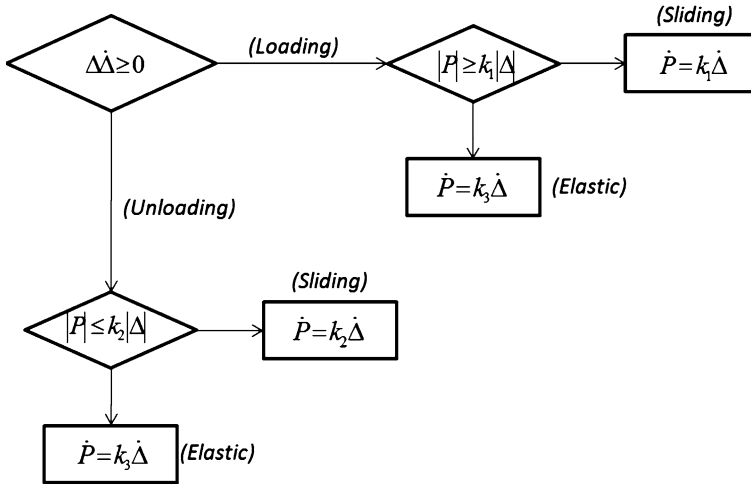 (Sliding)
ΔΔ̇≥0
(Loading)
|P|≥k₁|Δ|
Ṗ=k₁Δ̇
Ṗ=k₃Δ̇
(Elastic)
(Unloading)
(Sliding)
|P|≤k₂|Δ|
Ṗ=k₂Δ̇
Ṗ=k₃Δ̇
(Elastic)